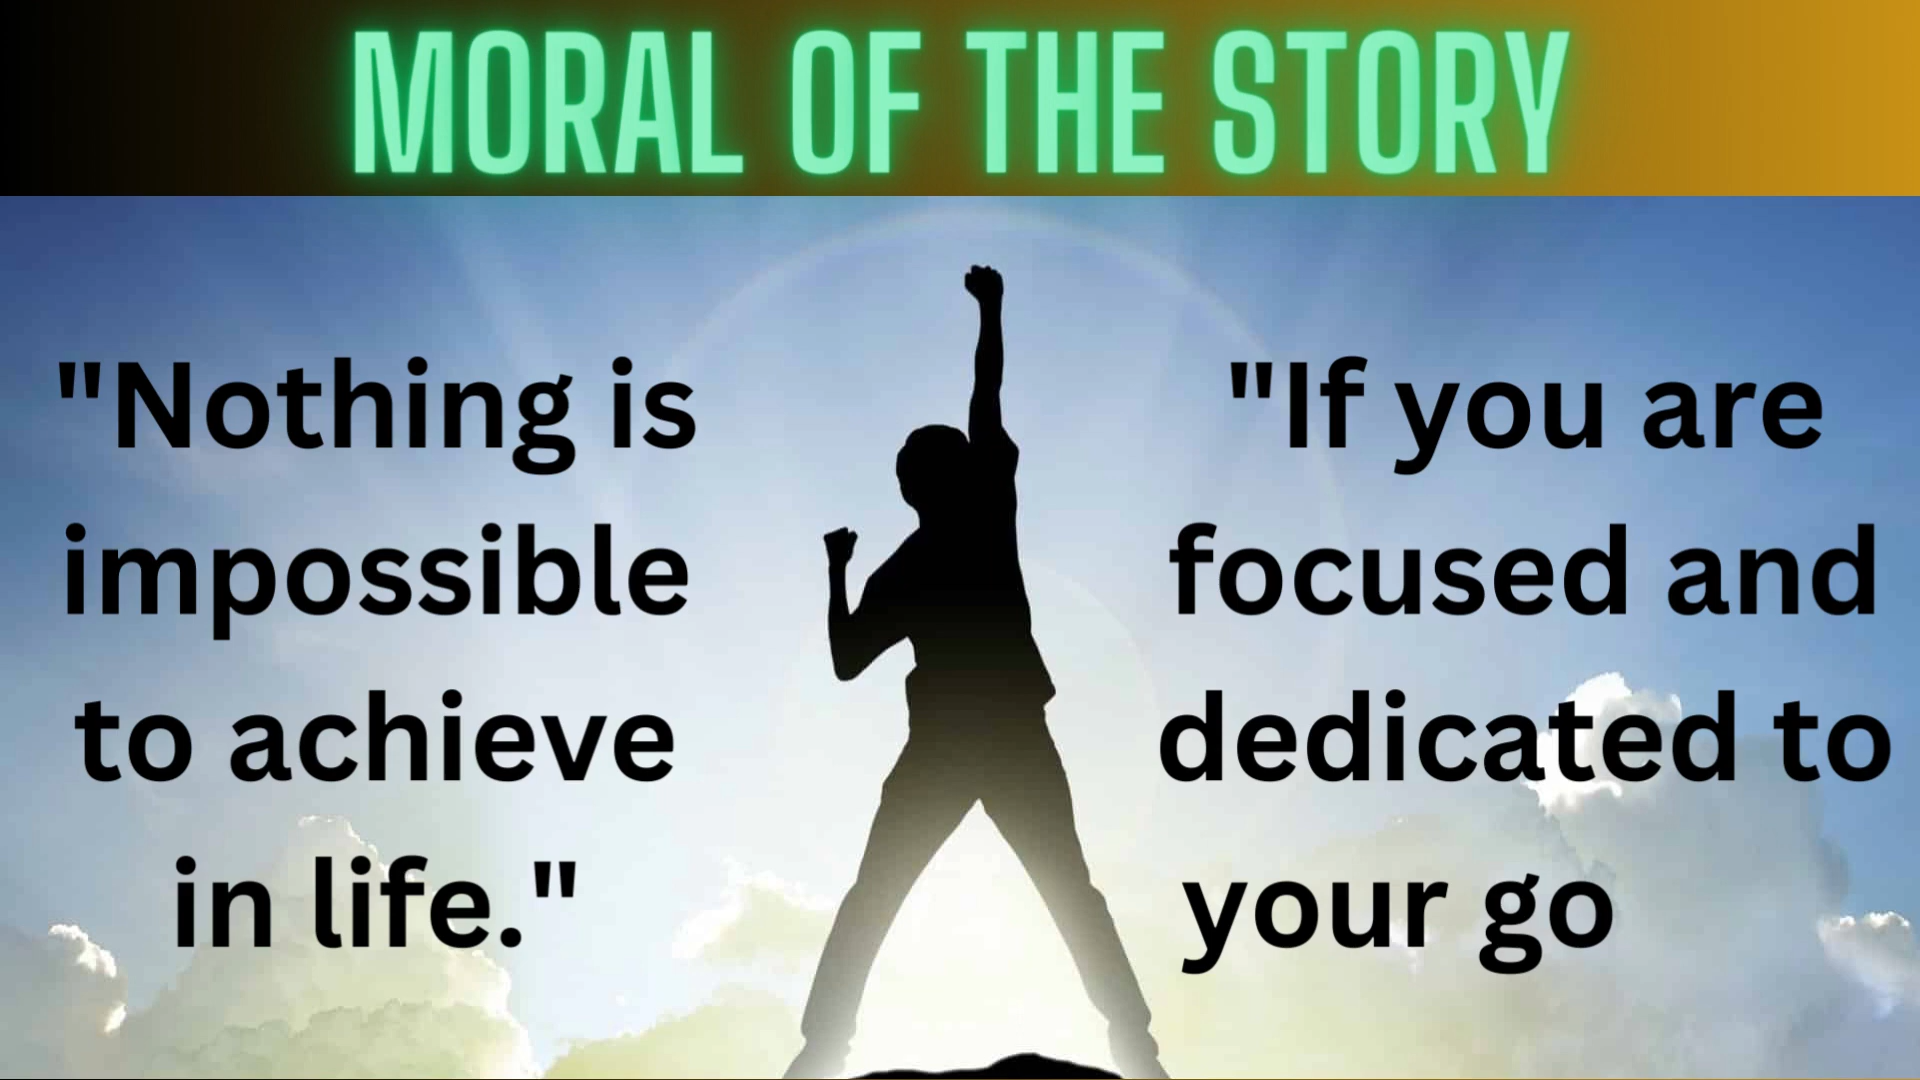 MORAL OF THE STORY
"Nothing is
impossible
to achieve
in life."
"If you are
focused and
dedicated to
your go